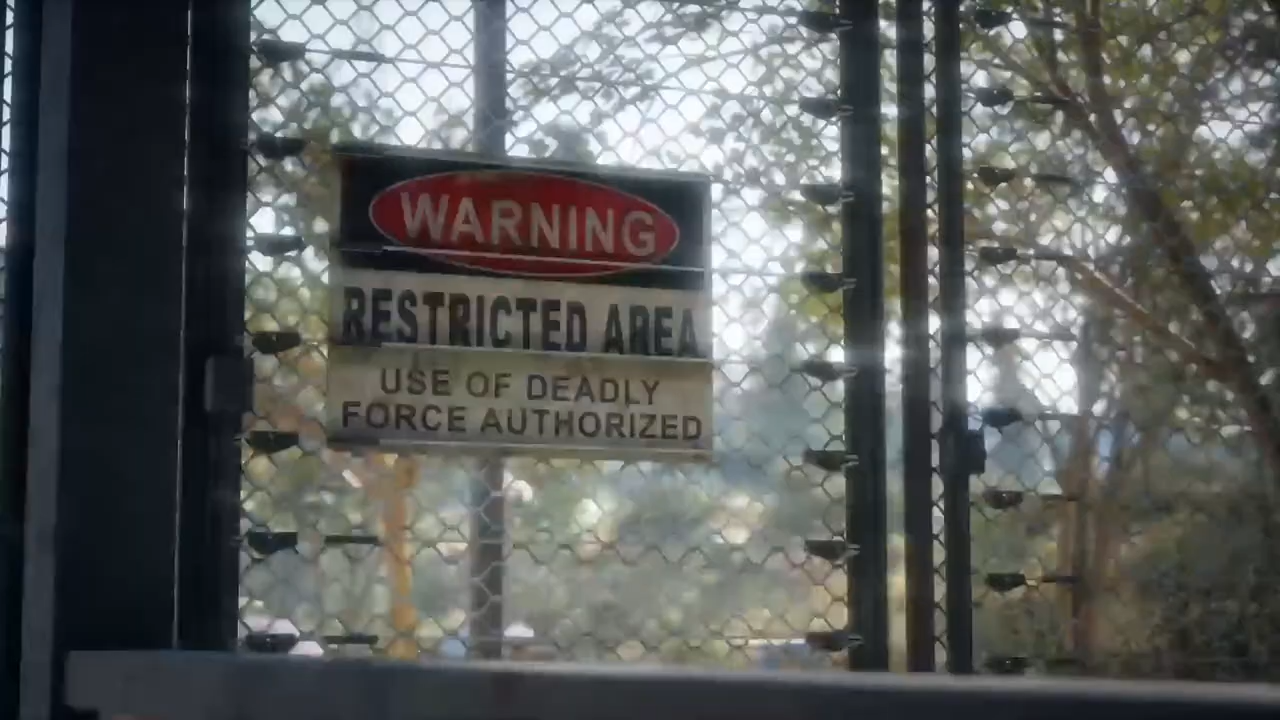 WARNING
RESTRICTED AREA
USE OF DEADLY
FORCE AUTHORIZED